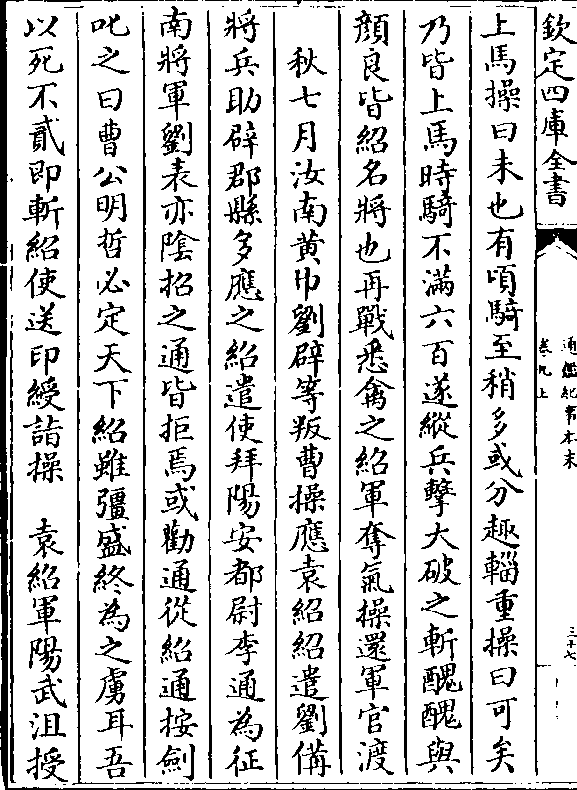 欽定四庫全書
通鑑紀事本末
卷九上
三十七
上馬操曰未也有頃騎至稍多或分趣輜重操曰可矣
乃皆上馬時騎不滿六百遂縱兵擊大破之斬醜醜與
顔良皆紹名將也再戰悉禽之紹軍奪氣操還軍官渡
秋七月汝南黄巾劉辟等叛曹操應袁紹紹遣劉備
將兵助辟郡縣多應之紹遣使拜陽安都尉李通為征
南將軍劉表亦陰招之通皆拒焉或勸通從紹通按劍
叱之曰曹公明哲必定天下紹雖彊盛終為之虜耳吾
以死不貳即斬紹使送印綬詣操　袁紹軍陽武沮授